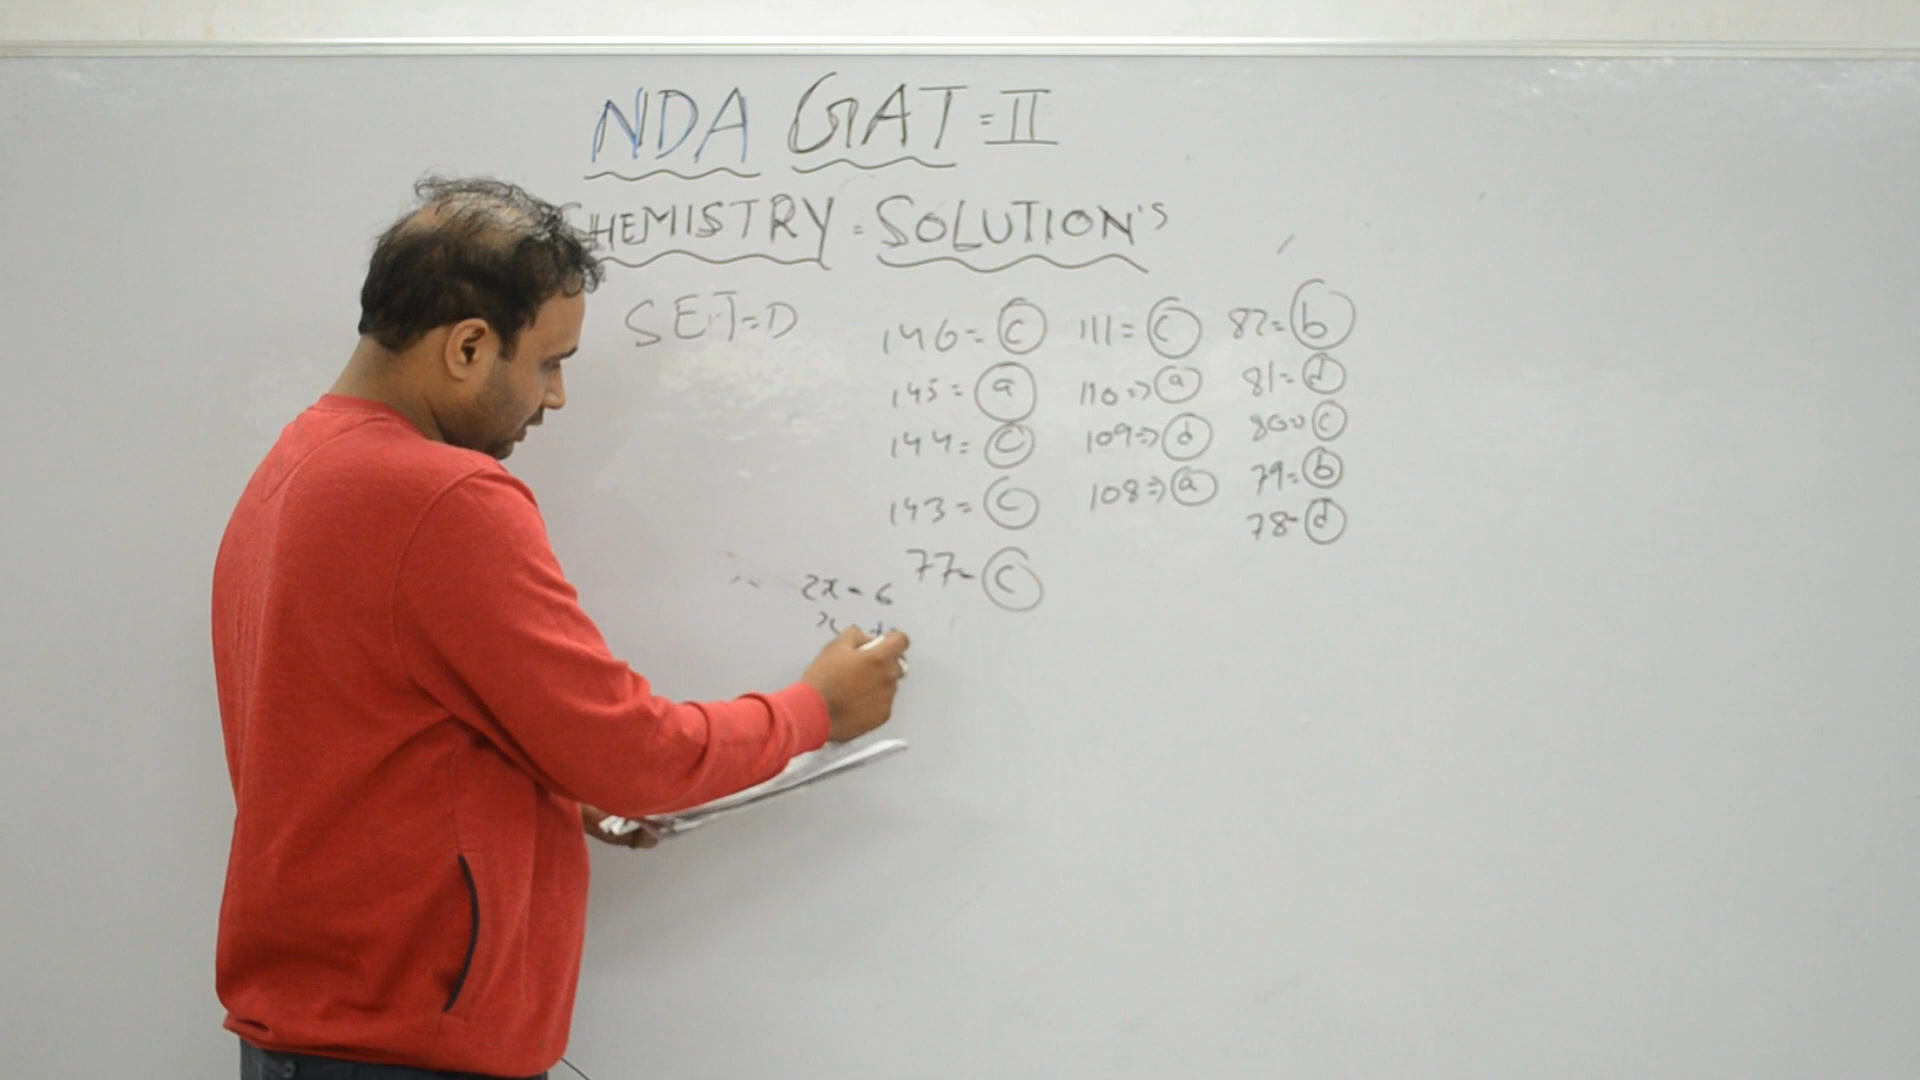 NDA GAT=II
CHEMISTRY = SOLUTION'S
SET=D
146= c 111= c 82= b
145= a 110=> a 81= d
144= c 109=> d 80=> c
143= c 108=> a 79= b
78- d
77- c
2x-6